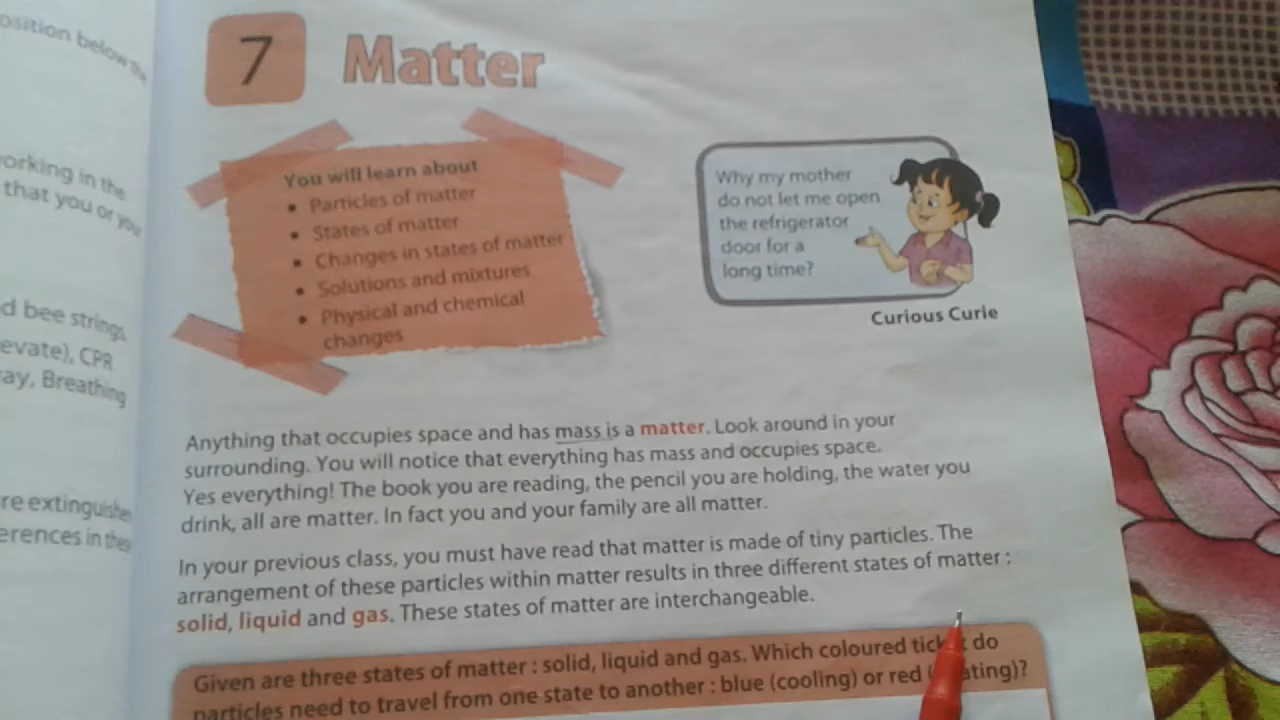 osition below the
working in the
that you or you
d bee strings,
evate), CPR
ay, Breathing
re extinguishe
erences in these
7 Matter
You will learn about
• Particles of matter
• States of matter
• Changes in states of matter
• Solutions and mixtures
• Physical and chemical
changes
Why my mother
do not let me open
the refrigerator
door for a
long time?
Curious Curie
Anything that occupies space and has mass is a matter. Look around in your
surrounding. You will notice that everything has mass and occupies space.
Yes everything! The book you are reading, the pencil you are holding, the water you
drink, all are matter. In fact you and your family are all matter.
In your previous class, you must have read that matter is made of tiny particles. The
arrangement of these particles within matter results in three different states of matter :
solid, liquid and gas. These states of matter are interchangeable.
Given are three states of matter : solid, liquid and gas. Which coloured ticket do
particles need to travel from one state to another : blue (cooling) or red (heating)?